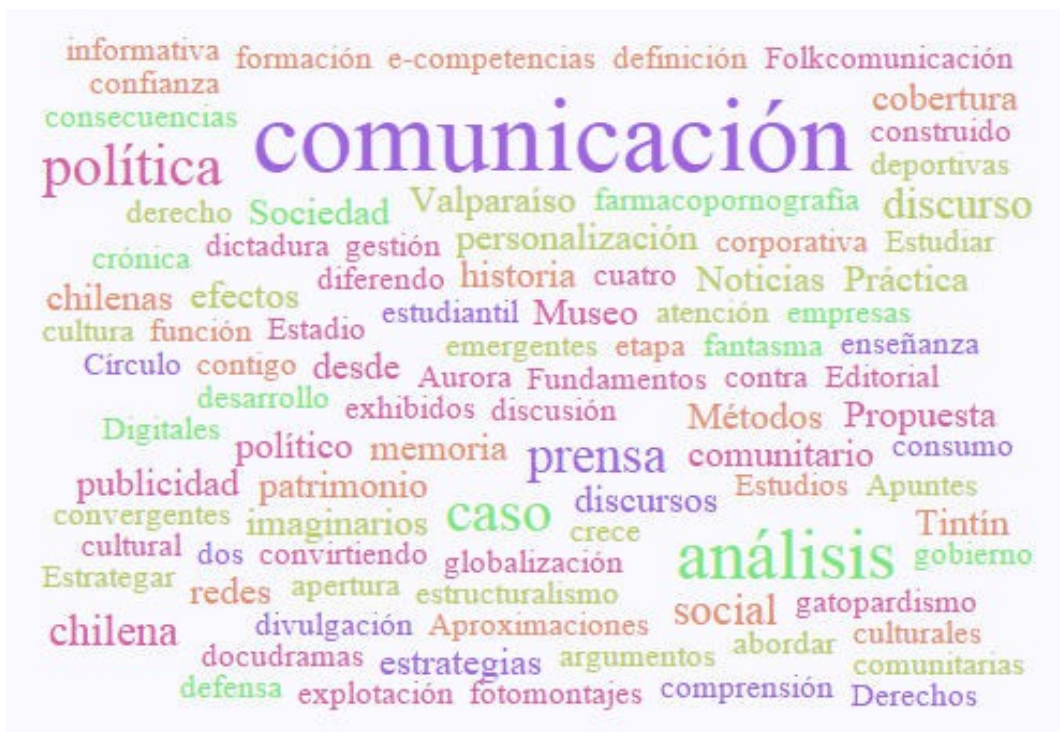 informativa formación e-competencias definición Folkcomunicación
confianza cobertura
consecuencias comunicación construido
política deportivas
derecho Sociedad Valparaíso farmacopornografía discurso
crónica dictadura gestión personalización corporativa Estudiar
chilenas efectos diferendo historia cuatro Noticias Práctica
cultura función Estadio estudiantil Museo atención empresas
Círculo contigo desde emergentes etapa fantasma enseñanza
desarrollo Aurora Fundamentos contra Editorial
Digitales exhibidos discusión Métodos Propuesta
político memoria prensa comunitario consumo
publicidad patrimonio discursos Estudios Apuntes
convergentes imaginarios caso crece Tintín
cultural dos convirtiendo globalización análisis gobierno
Estrategar redes apertura estructuralismo social gatopardismo
chilena divulgación Aproximaciones abordar culturales
docudramas estrategias argumentos comunitarias
defensa explotación fotomontajes comprensión Derechos